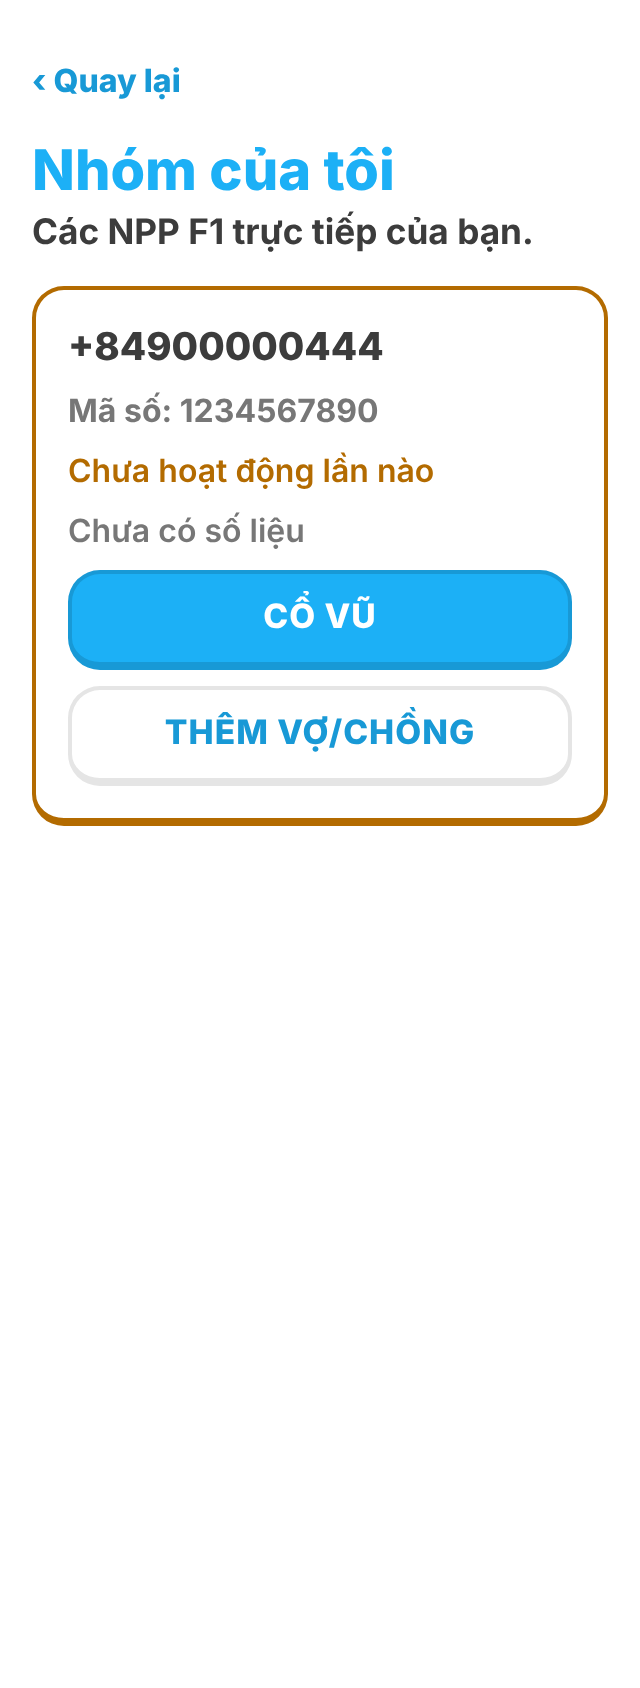 ‹ Quay lại
Nhóm của tôi
Các NPP F1 trực tiếp của bạn.
+84900000444
Mã số: 1234567890
Chưa hoạt động lần nào
Chưa có số liệu
CỔ VŨ
THÊM VỢ/CHỒNG